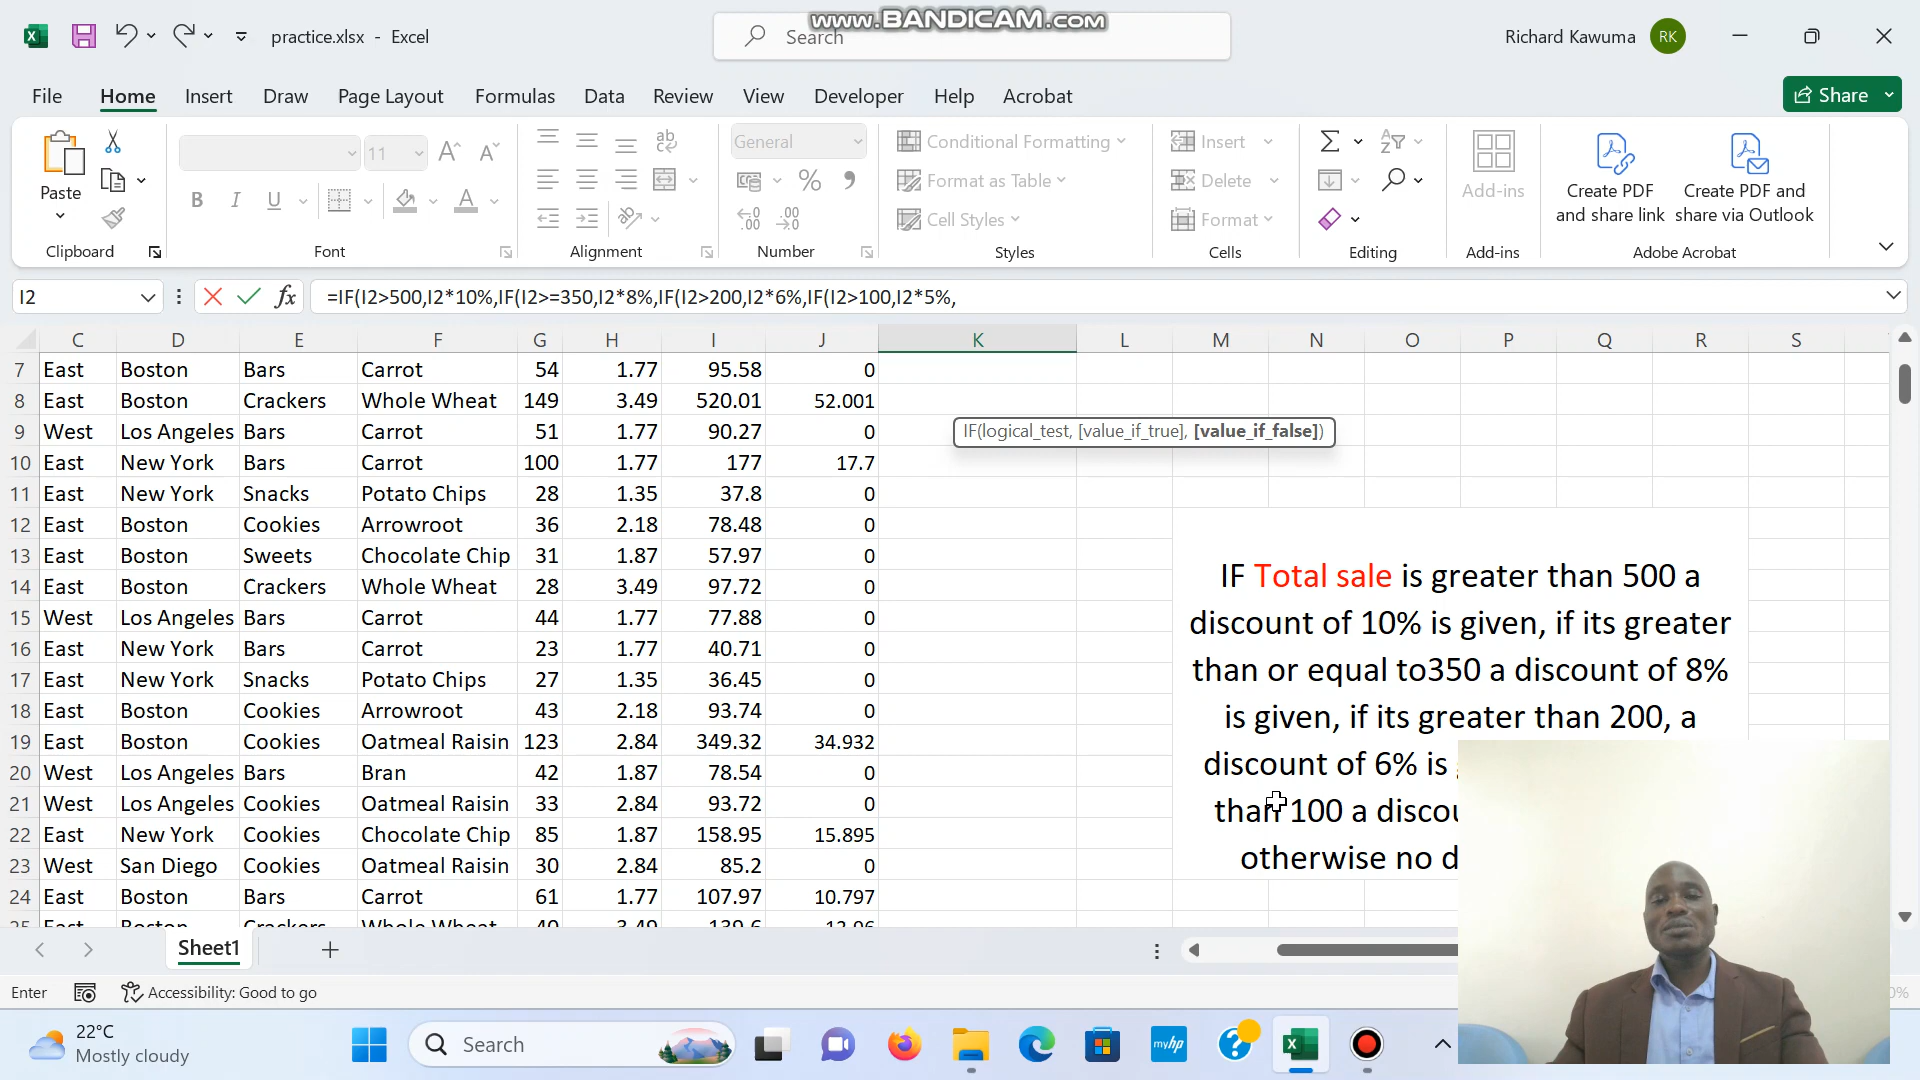 www.BANDICAM.com
practice.xlsx - Excel
Search
Richard Kawuma RK
File Home Insert Draw Page Layout Formulas Data Review View Developer Help Acrobat Share
Paste
11
General
Conditional Formatting
Format as Table
Cell Styles
Insert
Delete
Format
Add-ins
Create PDF and share link
Create PDF and share via Outlook
Clipboard Font Alignment Number Styles Cells Editing Add-ins Adobe Acrobat
I2 =IF(I2>500,I2*10%,IF(I2>=350,I2*8%,IF(I2>200,I2*6%,IF(I2>100,I2*5%,
C D E F G H I J K L M N O P Q R S
7 East Boston Bars Carrot 54 1.77 95.58 0
8 East Boston Crackers Whole Wheat 149 3.49 520.01 52.001
9 West Los Angeles Bars Carrot 51 1.77 90.27 0
IF(logical_test, [value_if_true], [value_if_false])
10 East New York Bars Carrot 100 1.77 177 17.7
11 East New York Snacks Potato Chips 28 1.35 37.8 0
12 East Boston Cookies Arrowroot 36 2.18 78.48 0
13 East Boston Sweets Chocolate Chip 31 1.87 57.97 0
14 East Boston Crackers Whole Wheat 28 3.49 97.72 0
15 West Los Angeles Bars Carrot 44 1.77 77.88 0
16 East New York Bars Carrot 23 1.77 40.71 0
17 East New York Snacks Potato Chips 27 1.35 36.45 0
18 East Boston Cookies Arrowroot 43 2.18 93.74 0
19 East Boston Cookies Oatmeal Raisin 123 2.84 349.32 34.932
20 West Los Angeles Bars Bran 42 1.87 78.54 0
21 West Los Angeles Cookies Oatmeal Raisin 33 2.84 93.72 0
22 East New York Cookies Chocolate Chip 85 1.87 158.95 15.895
23 West San Diego Cookies Oatmeal Raisin 30 2.84 85.2 0
24 East Boston Bars Carrot 61 1.77 107.97 10.797
IF Total sale is greater than 500 a
discount of 10% is given, if its greater
than or equal to350 a discount of 8%
is given, if its greater than 200, a
discount of 6% is
than 100 a discou
otherwise no d
Sheet1
Enter Accessibility: Good to go
22°C
Mostly cloudy
Search
myhp